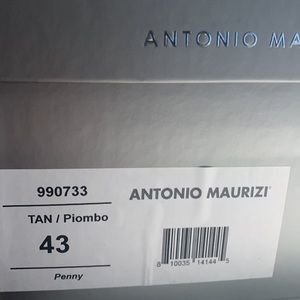 ANTONIO MA
990733
ANTONIO MAURIZI
TAN / Piombo
43
8 10035 14144 5
Penny